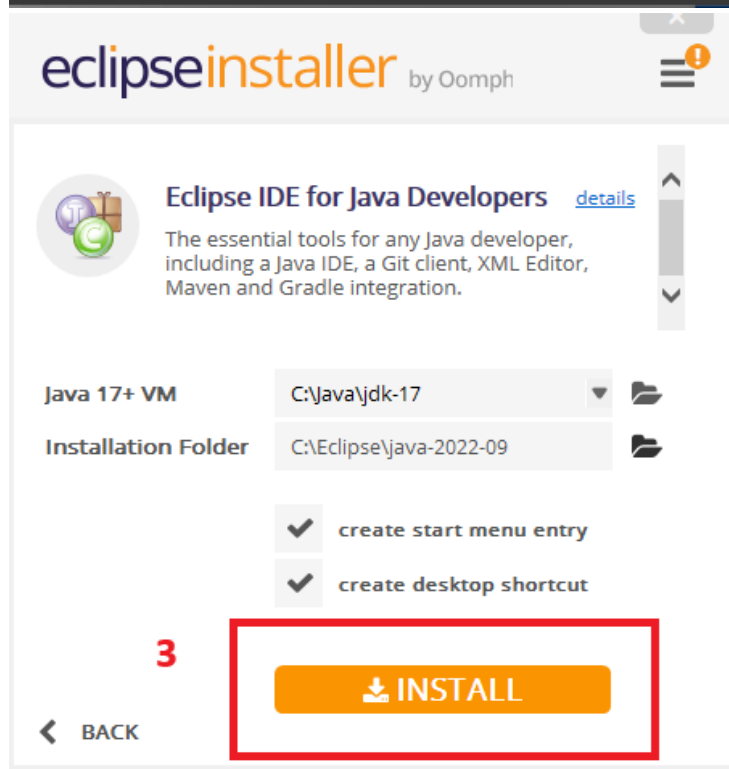 eclipseinstaller by Oomph
Eclipse IDE for Java Developers details
The essential tools for any Java developer,
including a Java IDE, a Git client, XML Editor,
Maven and Gradle integration.
Java 17+ VM C:\Java\jdk-17
Installation Folder C:\Eclipse\java-2022-09
create start menu entry
create desktop shortcut
3
INSTALL
BACK